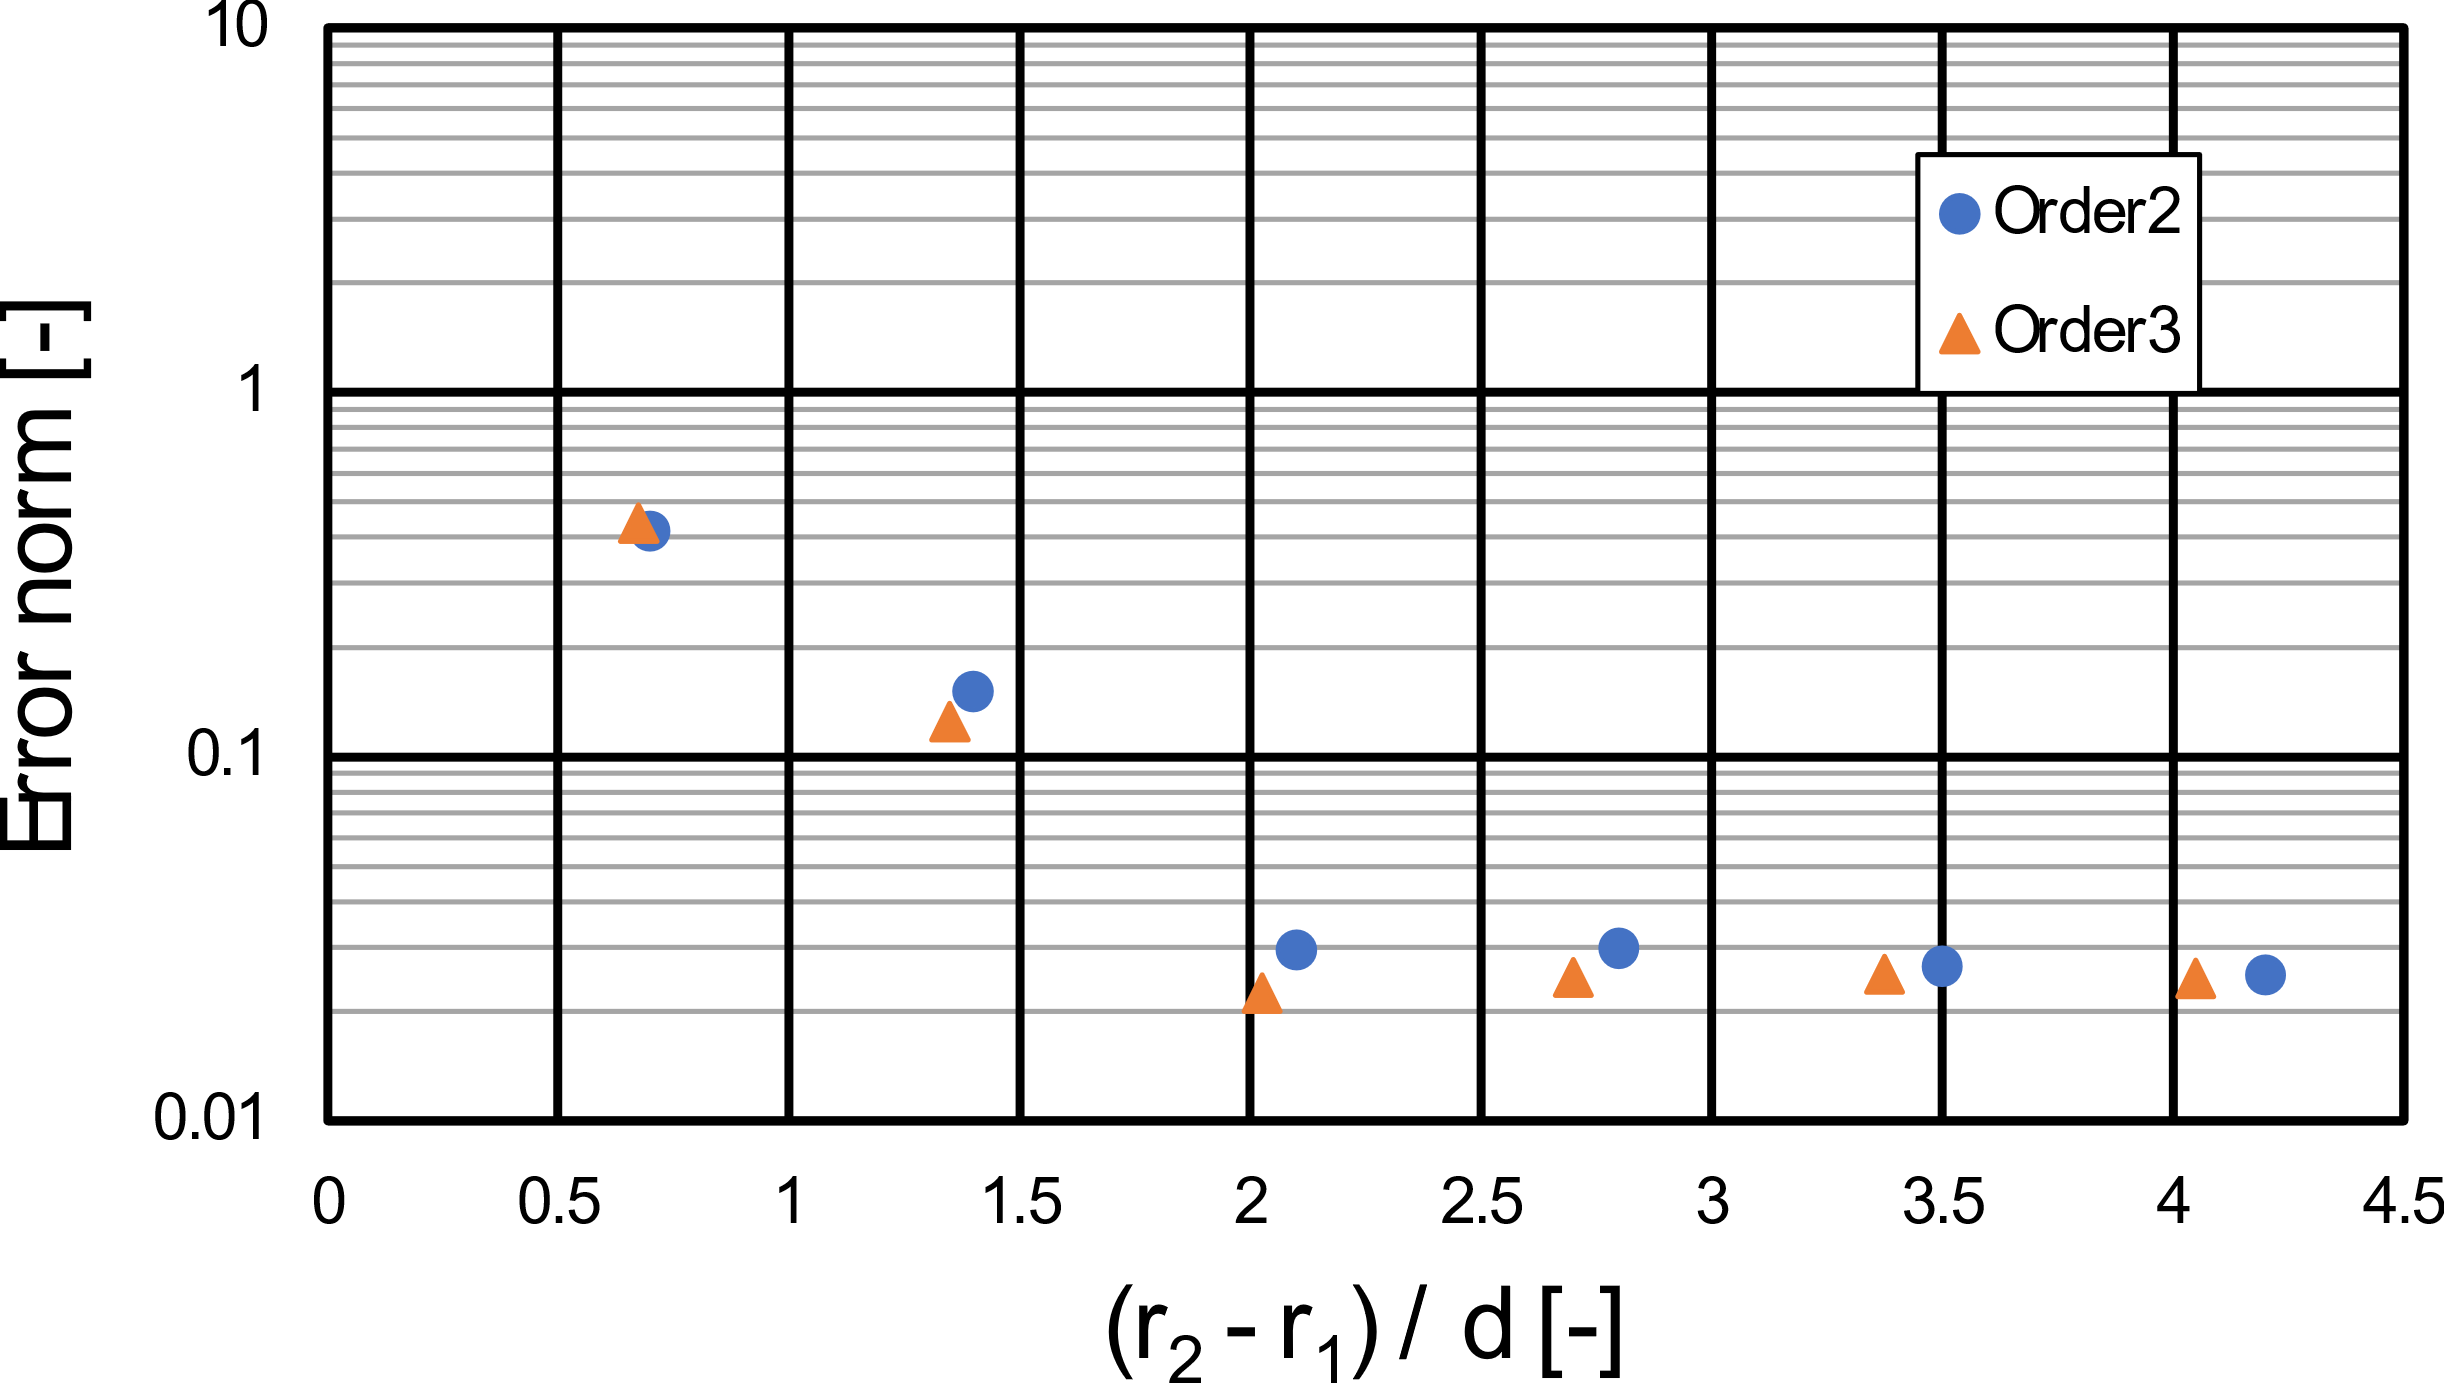 10
1
0.1
0.01
Error norm [-]
Order2
Order3
0 0.5 1 1.5 2 2.5 3 3.5 4 4.5
(r₂ - r₁) / d [-]